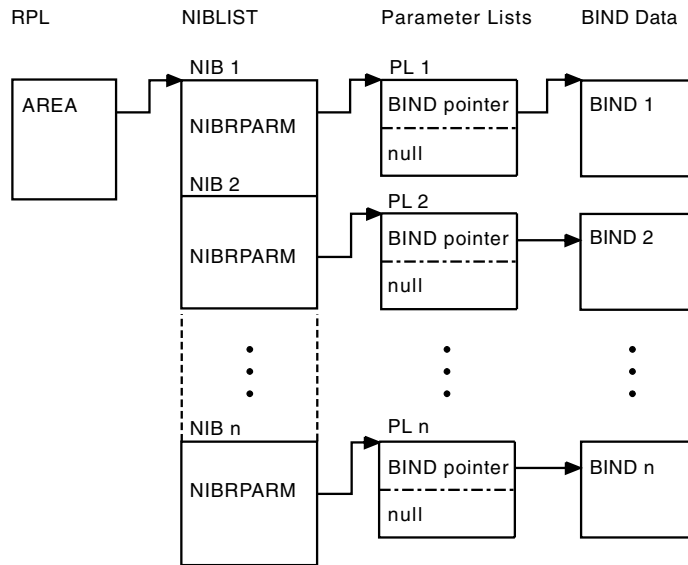 RPL NIBLIST Parameter Lists BIND Data
NIB 1 PL 1
AREA NIBRPARM BIND pointer BIND 1
null
NIB 2 PL 2
NIBRPARM BIND pointer BIND 2
null
NIB n PL n
NIBRPARM BIND pointer BIND n
null